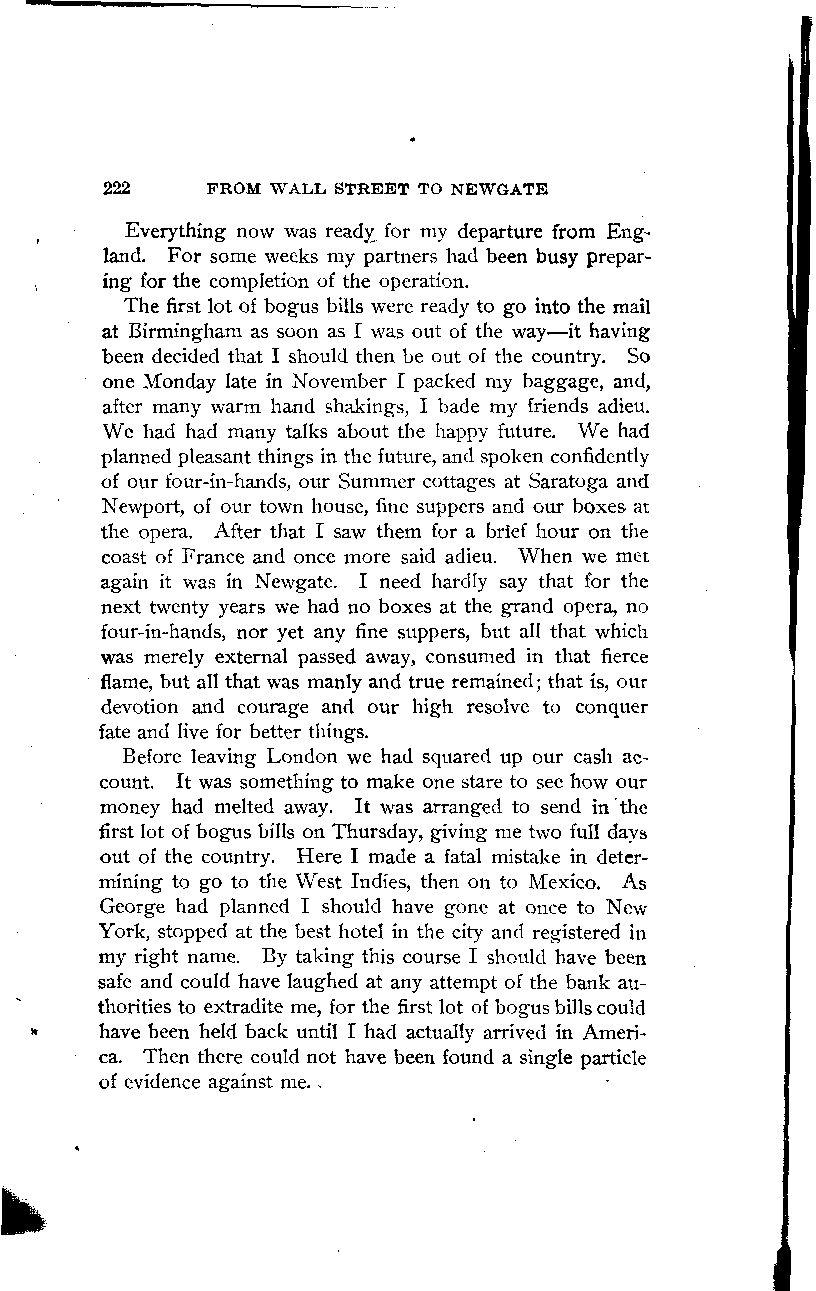 222 FROM WALL STREET TO NEWGATE
Everything now was ready for my departure from Eng-
land. For some weeks my partners had been busy prepar-
ing for the completion of the operation.
The first lot of bogus bills were ready to go into the mail
at Birmingham as soon as I was out of the way—it having
been decided that I should then be out of the country. So
one Monday late in November I packed my baggage, and,
after many warm hand shakings, I bade my friends adieu.
We had had many talks about the happy future. We had
planned pleasant things in the future, and spoken confidently
of our four-in-hands, our Summer cottages at Saratoga and
Newport, of our town house, fine suppers and our boxes at
the opera. After that I saw them for a brief hour on the
coast of France and once more said adieu. When we met
again it was in Newgate. I need hardly say that for the
next twenty years we had no boxes at the grand opera, no
four-in-hands, nor yet any fine suppers, but all that which
was merely external passed away, consumed in that fierce
flame, but all that was manly and true remained; that is, our
devotion and courage and our high resolve to conquer
fate and live for better things.
Before leaving London we had squared up our cash ac-
count. It was something to make one stare to see how our
money had melted away. It was arranged to send in the
first lot of bogus bills on Thursday, giving me two full days
out of the country. Here I made a fatal mistake in deter-
mining to go to the West Indies, then on to Mexico. As
George had planned I should have gone at once to New
York, stopped at the best hotel in the city and registered in
my right name. By taking this course I should have been
safe and could have laughed at any attempt of the bank au-
thorities to extradite me, for the first lot of bogus bills could
have been held back until I had actually arrived in Ameri-
ca. Then there could not have been found a single particle
of evidence against me.